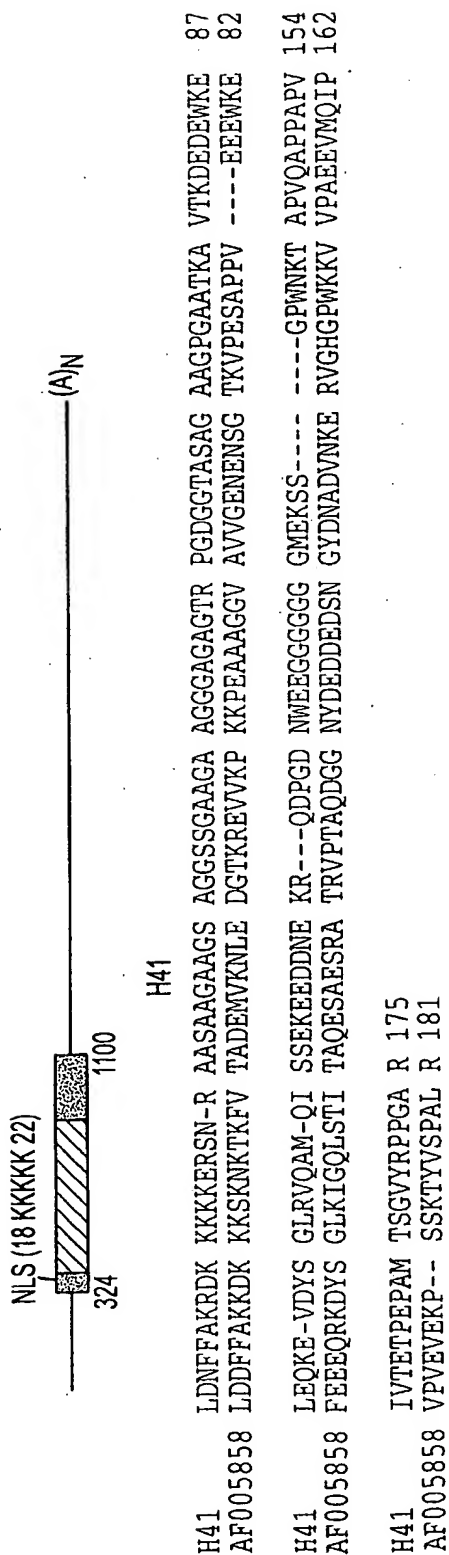 NLS (18 KKKKK 22)
324
1100
(A)N
H41
H41 LDNFFAKRDK KKKKERSN-R AASAAGAAGS AGGSSGAAGA AGGGAGAGTR PGDGGTASAG AAGPGAATKA VTKDEDEWKE 87
AF005858 LDDFFAKKDK KKSKNKTKFV TADEMVKNLE DGTKREVVKP KKPEAAAGGV AVVGENENSG TKVPESAPPV ----EEEWKE 82
H41 LEQKE-VDYS GLRVQAM-QI SSEKEEDDNE KR---QDPGD NWEEGGGGGG GMEKSS---- ----GPWNKT APVQAPPAPV 154
AF005858 FEEEQRKDYS GLKIGQLSTI TAQESAESRA TRVPTAQDGG NYDEDDEDSN GYDNADVNKE RVGHGPWKKV VPAEEVMQIP 162
H41 IVTETPEPAM TSGVYRPPGA R 175
AF005858 VPVEVEKP-- SSKTYVSPAL R 181